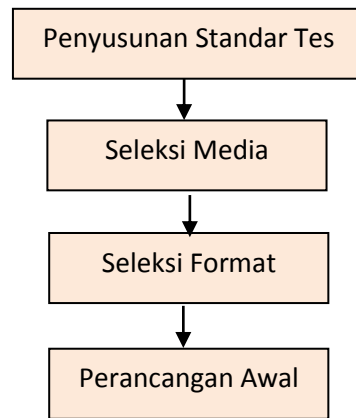 Penyusunan Standar Tes
Seleksi Media
Seleksi Format
Perancangan Awal